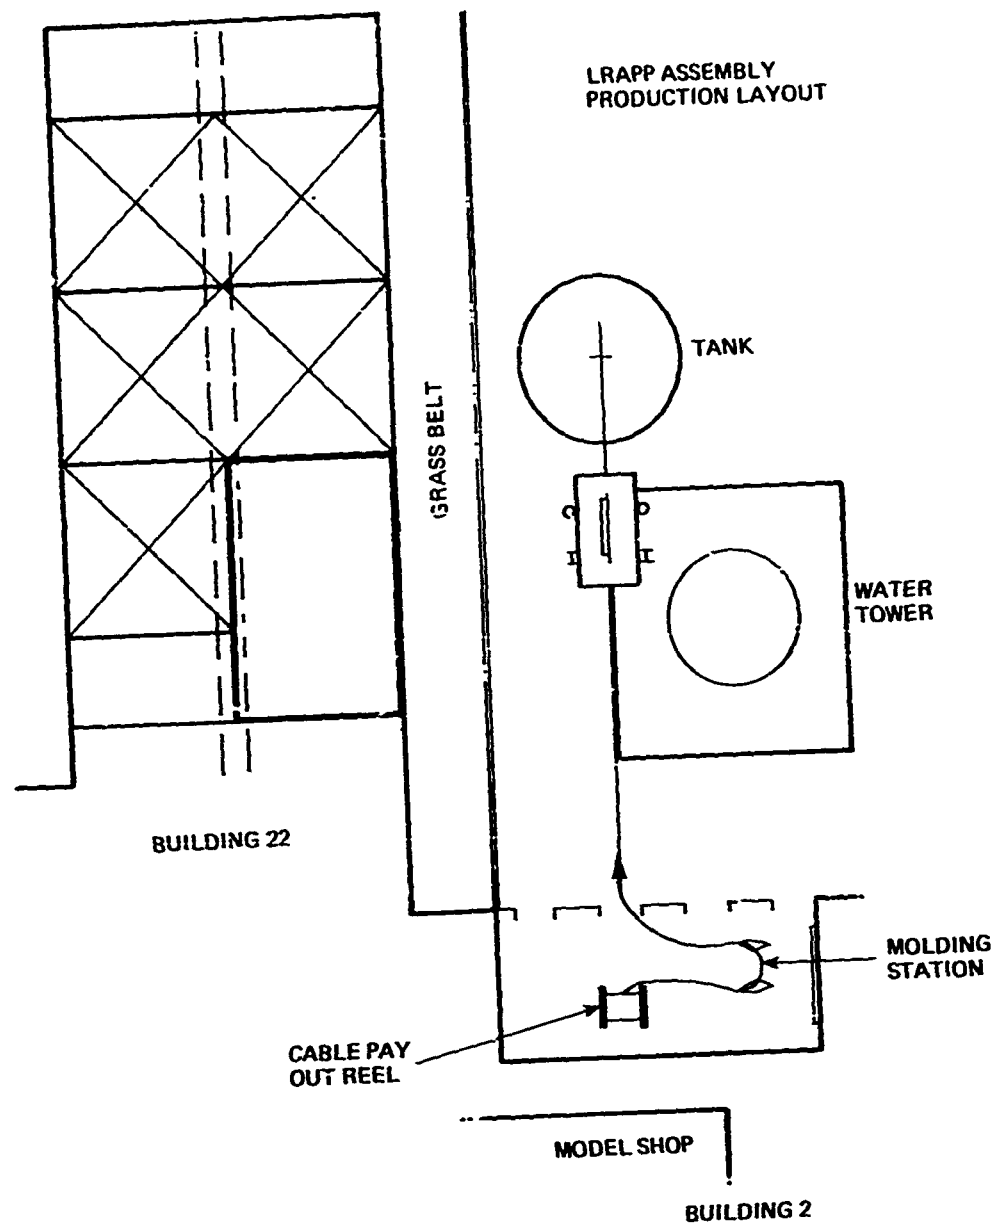 LRAPP ASSEMBLY
PRODUCTION LAYOUT
TANK
GRASS BELT
WATER
TOWER
BUILDING 22
MOLDING
STATION
CABLE PAY
OUT REEL
MODEL SHOP
BUILDING 2